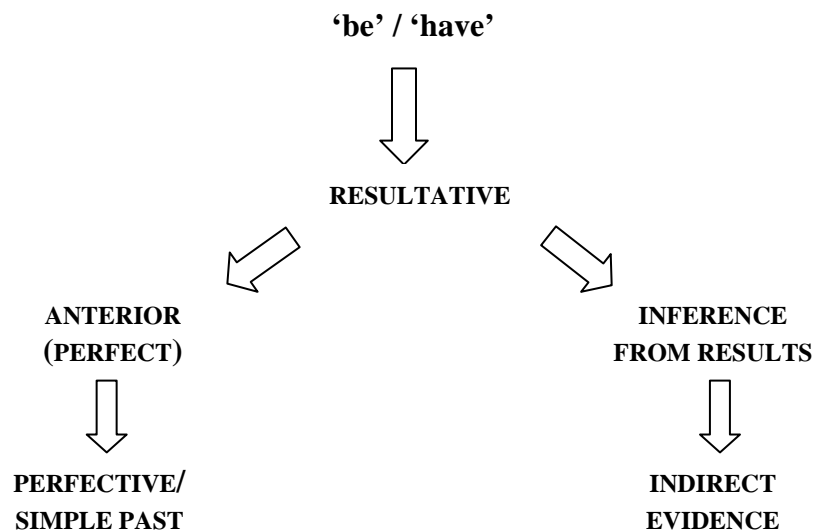 ‘be’ / ‘have’
RESULTATIVE
ANTERIOR
(PERFECT)
INFERENCE
FROM RESULTS
PERFECTIVE/
SIMPLE PAST
INDIRECT
EVIDENCE